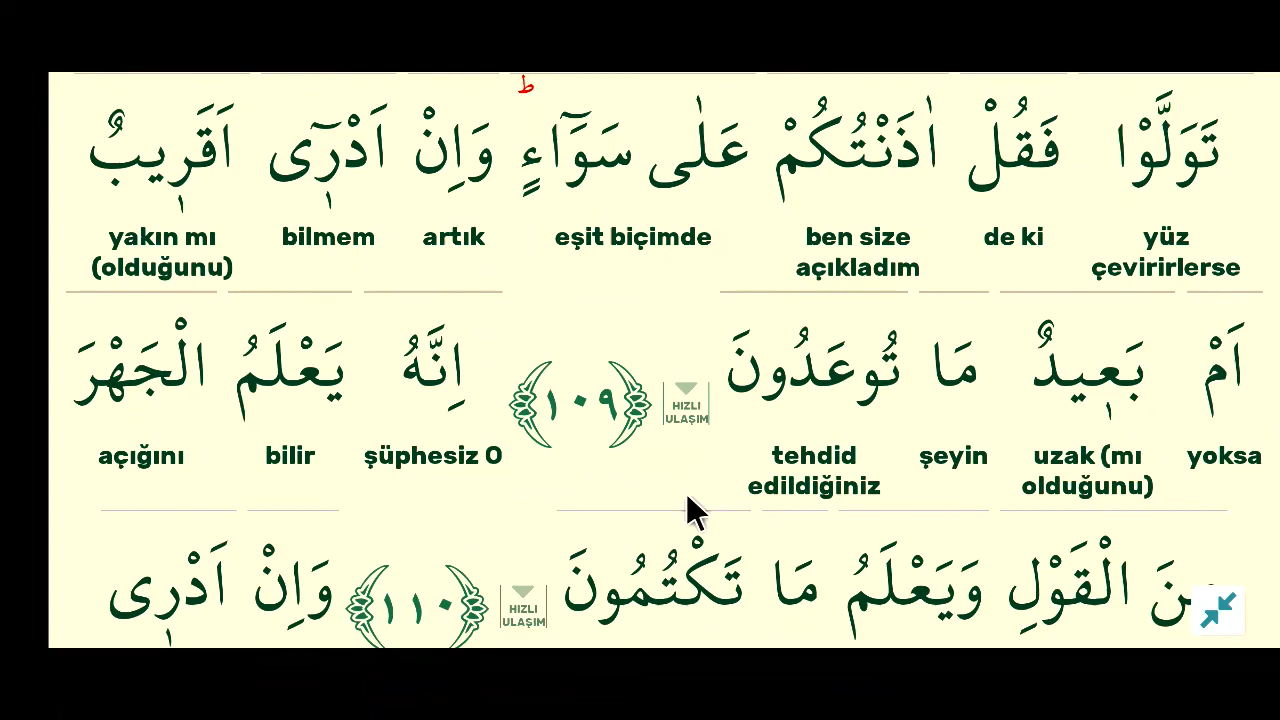 ط
تَوَلَّوْا فَقُلْ اٰذَنْتُكُمْ عَلٰى سَوَٓاءٍ وَاِنْ اَدْرٖٓى اَقَرٖيبٌ
yüz çevirirlerse de ki ben size açıkladım eşit biçimde artık bilmem yakın mı (olduğunu)
اَمْ بَعٖيدٌ مَا تُوعَدُونَ HIZLI ULAŞIM ﴿١٠٩﴾ اِنَّهُ يَعْلَمُ الْجَهْرَ
yoksa uzak (mı olduğunu) şeyin tehdid edildiğiniz şüphesiz O bilir açığını
مِنَ الْقَوْلِ وَيَعْلَمُ مَا تَكْتُمُونَ HIZLI ULAŞIM ﴿١١٠﴾ وَاِنْ اَدْرٖى